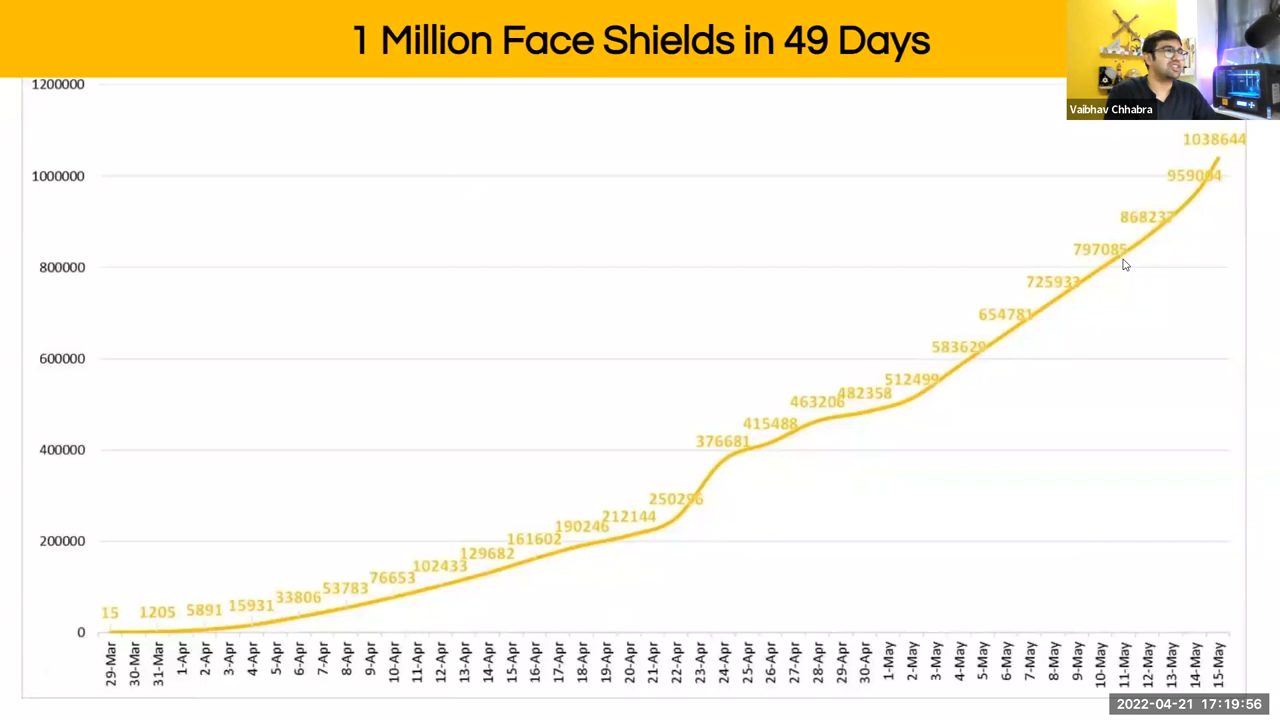 1 Million Face Shields in 49 Days
Vaibhav Chhabra
1200000
1000000
800000
600000
400000
200000
0
15
1205
5891
15931
33806
53783
76653
102433
129682
161602
190246
212144
250296
376681
415488
463206
482358
512499
583629
654781
725933
797085
868237
1038644
29-Mar
30-Mar
31-Mar
1-Apr
2-Apr
3-Apr
4-Apr
5-Apr
6-Apr
7-Apr
8-Apr
9-Apr
10-Apr
11-Apr
12-Apr
13-Apr
14-Apr
15-Apr
16-Apr
17-Apr
18-Apr
19-Apr
20-Apr
21-Apr
22-Apr
23-Apr
24-Apr
25-Apr
26-Apr
27-Apr
28-Apr
29-Apr
30-Apr
1-May
2-May
3-May
4-May
5-May
6-May
7-May
8-May
9-May
10-May
11-May
12-May
13-May
14-May
15-May
2022-04-21 17:19:56